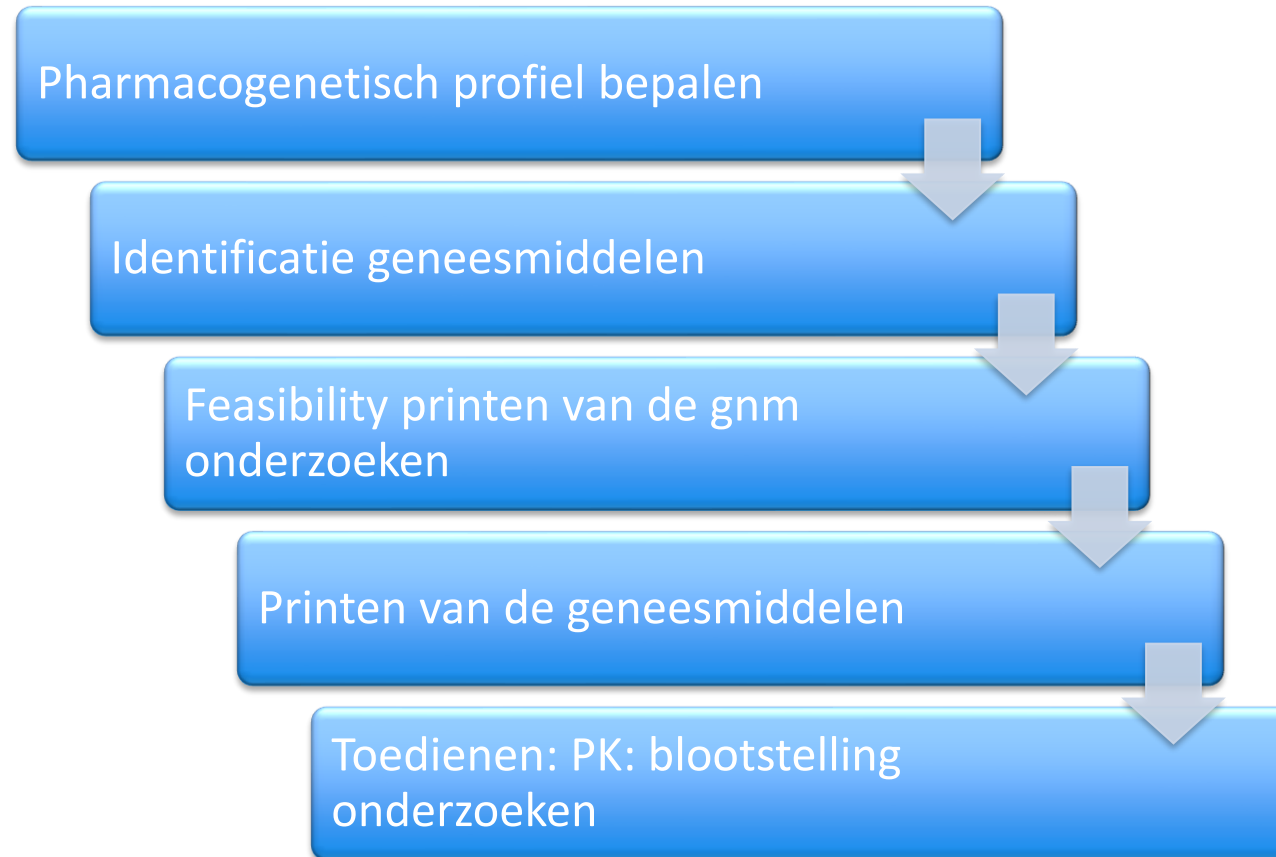 Pharmacogenetisch profiel bepalen
Identificatie geneesmiddelen
Feasibility printen van de gnm
onderzoeken
Printen van de geneesmiddelen
Toedienen: PK: blootstelling
onderzoeken